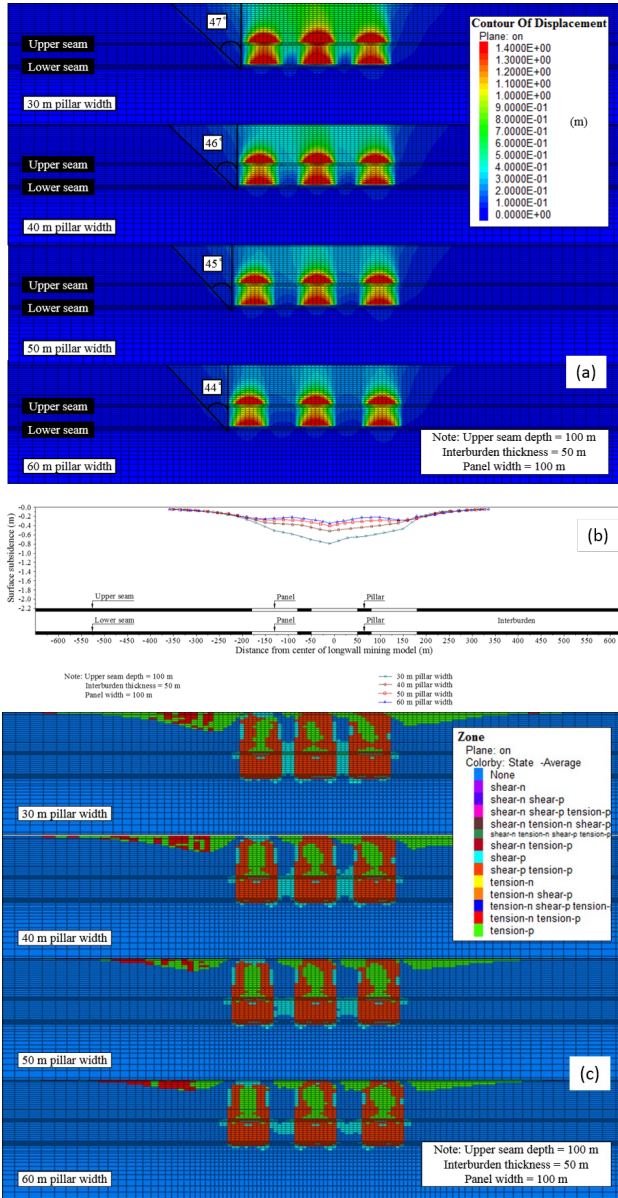 Contour Of Displacement
Plane: on
1.4000E+00
1.3000E+00
1.2000E+00
1.1000E+00
1.0000E+00
9.0000E-01
8.0000E-01
7.0000E-01
6.0000E-01
5.0000E-01
4.0000E-01
3.0000E-01
2.0000E-01
1.0000E-01
0.0000E+00
(m)
47°
Upper seam
Lower seam
30 m pillar width
46°
Upper seam
Lower seam
40 m pillar width
45°
Upper seam
Lower seam
50 m pillar width
(a)
44°
Upper seam
Lower seam
60 m pillar width
Note: Upper seam depth = 100 m
Interburden thickness = 50 m
Panel width = 100 m
(b)
Surface subsidence (m)
-0.0
-0.2
-0.4
-0.6
-0.8
-1.0
-1.2
-1.4
-1.6
-1.8
-2.0
-2.2
Upper seam
Panel
Pillar
Lower seam
Panel
Pillar
Interburden
-600 -550 -500 -450 -400 -350 -300 -250 -200 -150 -100 -50 0 50 100 150 200 250 300 350 400 450 500 550 600
Distance from center of longwall mining model (m)
Note: Upper seam depth = 100 m
Interburden thickness = 50 m
Panel width = 100 m
30 m pillar width
40 m pillar width
50 m pillar width
60 m pillar width
Zone
Plane: on
Colorby: State -Average
None
shear-n
shear-n shear-p
shear-n shear-p tension-p
shear-n tension-n shear-p
shear-n tension-n shear-p tension-p
shear-n tension-p
shear-p
shear-p tension-p
tension-n
tension-n shear-p
tension-n shear-p tension-
tension-n tension-p
tension-p
30 m pillar width
40 m pillar width
50 m pillar width
(c)
60 m pillar width
Note: Upper seam depth = 100 m
Interburden thickness = 50 m
Panel width = 100 m